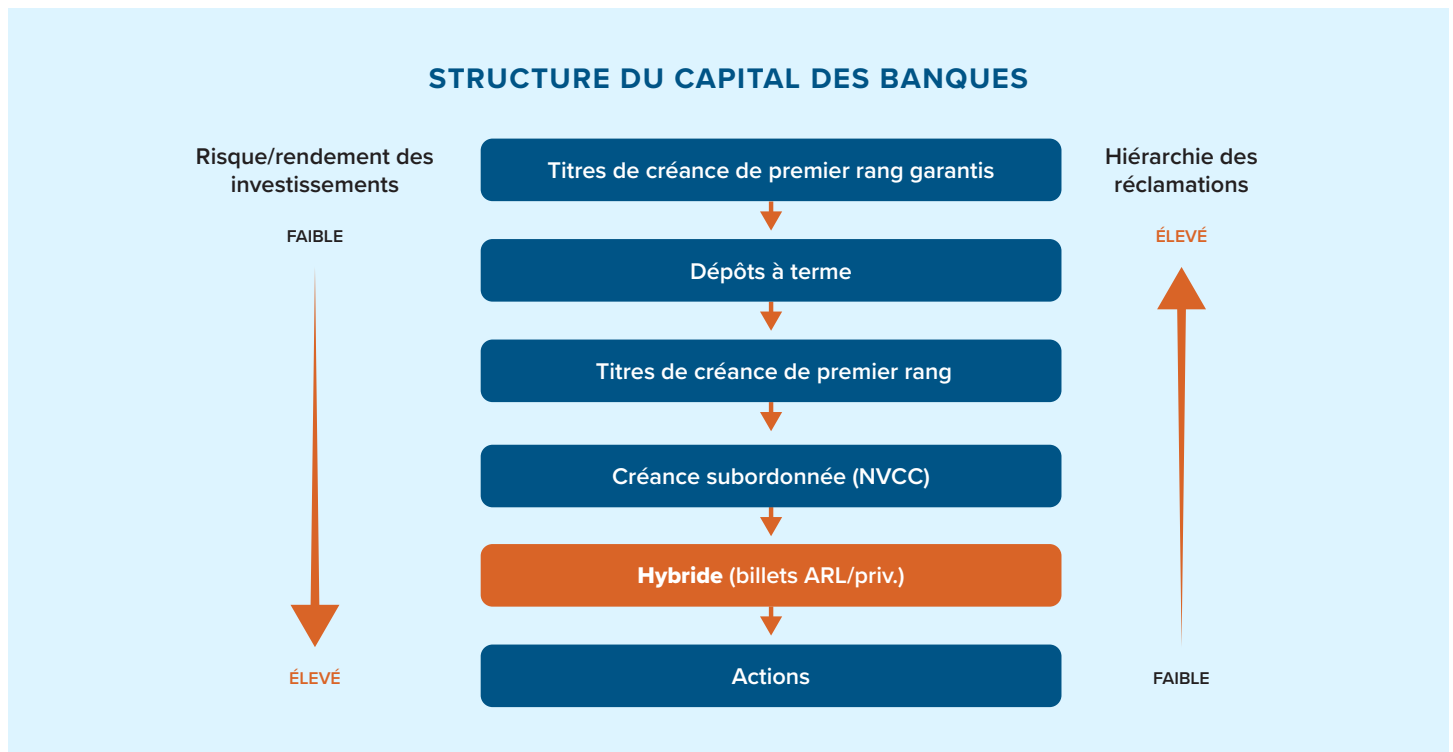 STRUCTURE DU CAPITAL DES BANQUES
Risque/rendement des
investissements
FAIBLE
ÉLEVÉ
Titres de créance de premier rang garantis
Dépôts à terme
Titres de créance de premier rang
Créance subordonnée (NVCC)
Hybride (billets ARL/priv.)
Actions
Hiérarchie des
réclamations
ÉLEVÉ
FAIBLE